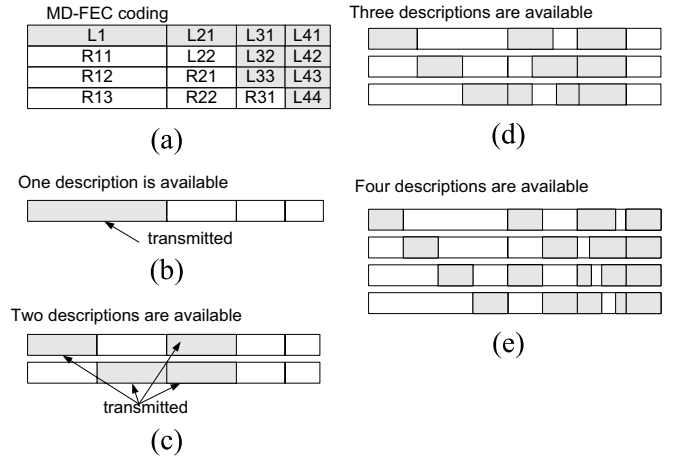 MD-FEC coding
L1 L21 L31 L41
R11 L22 L32 L42
R12 R21 L33 L43
R13 R22 R31 L44
(a)
One description is available
transmitted
(b)
Two descriptions are available
transmitted
(c)
Three descriptions are available
(d)
Four descriptions are available
(e)